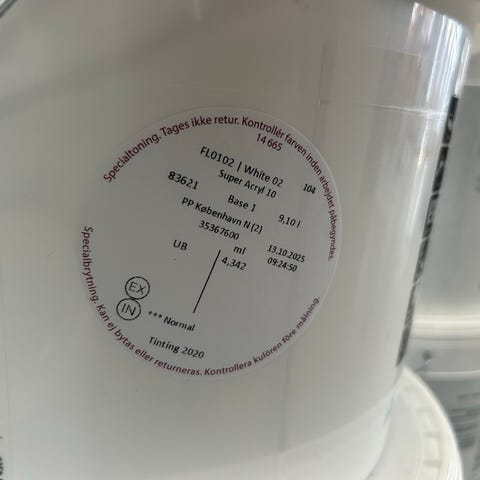 Specialtoning. Tages ikke retur. Kontrollér farven inden arbejdet påbegyndes.
14 665
FL0102 | White 02
104
Super Acryl 10
83621
Base 1
9,10 l
PP København N (2)
35367600
13.10.2025
UB
ml
09:24:50
4,342
EX
IN
*** Normal
Tinting 2020
Specialbrytning. Kan ej bytas eller returneras. Kontrollera kulören före målning.